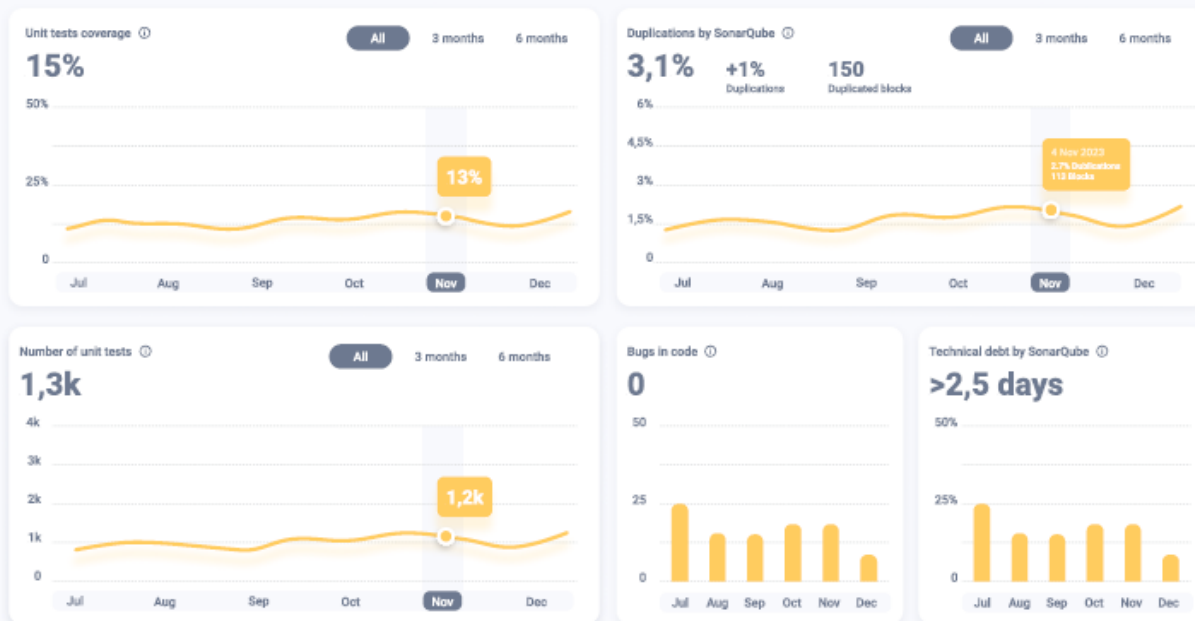 Unit tests coverage
All 3 months 6 months
15%
50%
25%
0
13%
Jul Aug Sep Oct Nov Dec
Duplications by SonarQube
All 3 months 6 months
3,1% +1% 150
Duplications Duplicated blocks
6%
4,5%
3%
1,5%
0
4 Nov 2023
2.7% Dublications
113 Blocks
Jul Aug Sep Oct Nov Dec
Number of unit tests
All 3 months 6 months
1,3k
4k
3k
2k
1k
0
1,2k
Jul Aug Sep Oct Nov Dec
Bugs in code
0
50
25
0
Jul Aug Sep Oct Nov Dec
Technical debt by SonarQube
>2,5 days
50%
25%
0
Jul Aug Sep Oct Nov Dec